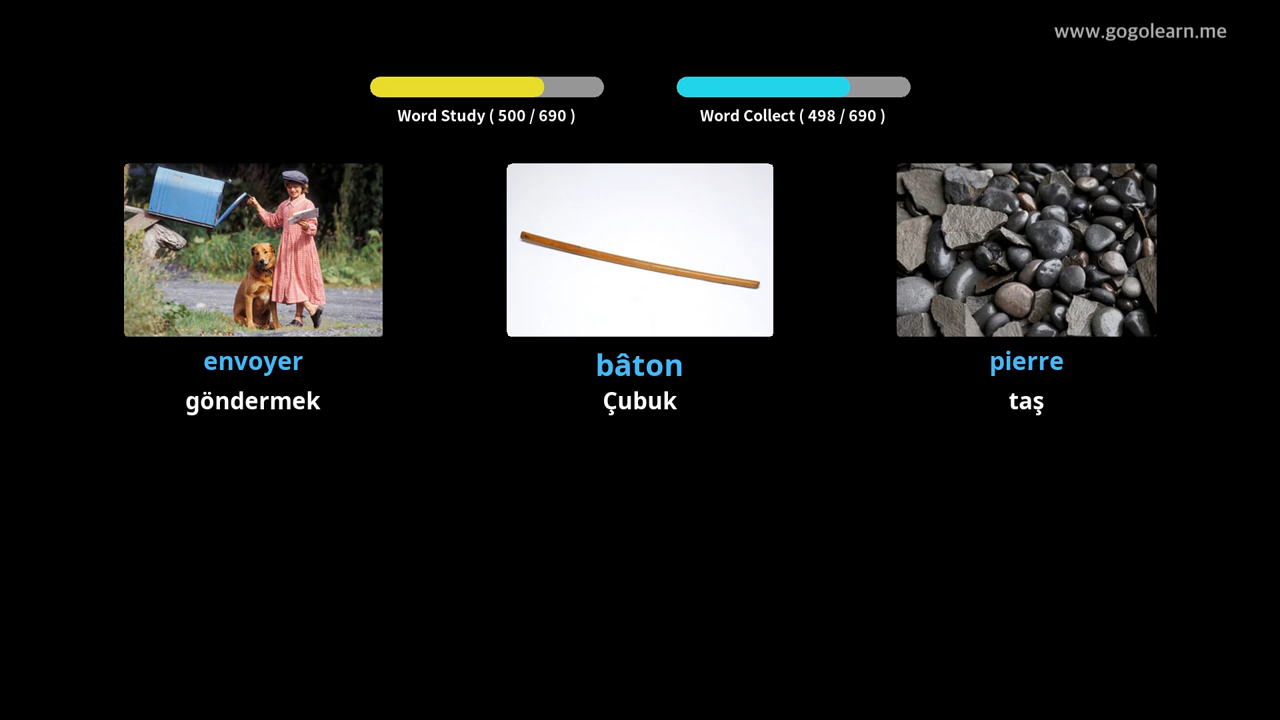 www.gogolearn.me
Word Study ( 500 / 690 )
Word Collect ( 498 / 690 )
envoyer
göndermek
bâton
Çubuk
pierre
taş